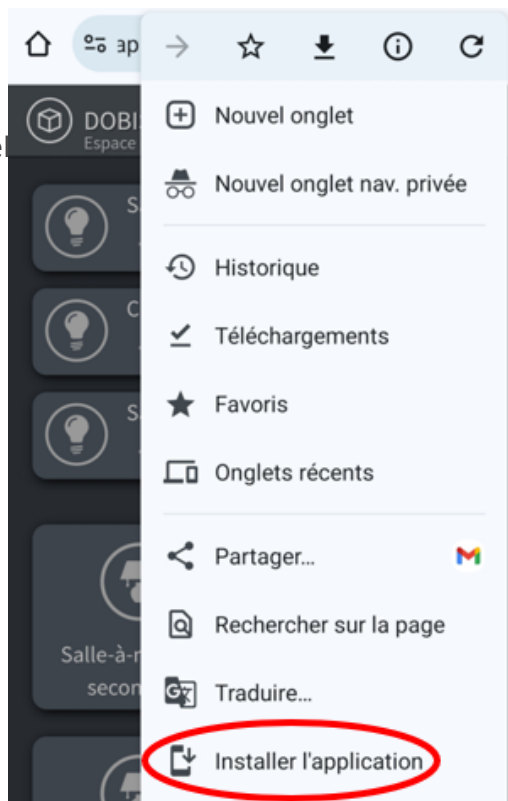 ap
DOBI
Espace
Nouvel onglet
Nouvel onglet nav. privée
Historique
Téléchargements
Favoris
Onglets récents
Partager...
Rechercher sur la page
Salle-à-
secon
Traduire...
Installer l'application